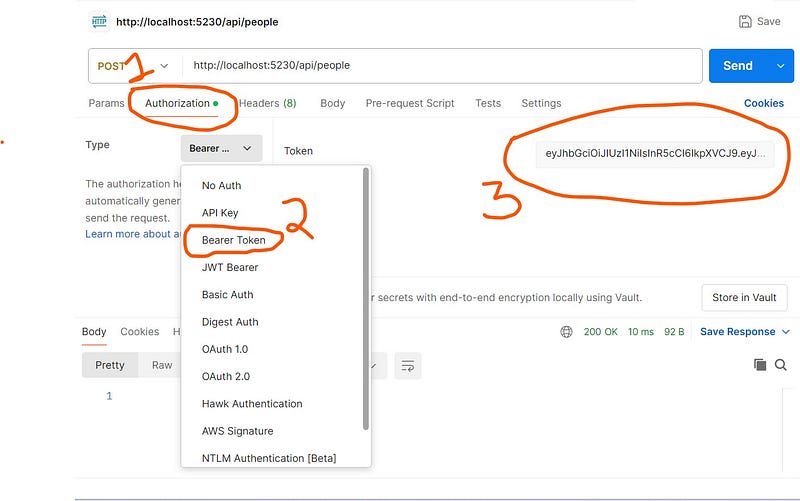 HTTP http://localhost:5230/api/people Save
POST http://localhost:5230/api/people Send
1
Params Authorization Headers (8) Body Pre-request Script Tests Settings Cookies
Type Bearer ... Token eyJhbGciOiJIUzI1NiIsInR5cCI6IkpXVCJ9.eyJ...
The authorization he
automatically gener
send the request.
Learn more about au
No Auth
API Key
2
3
Bearer Token
JWT Bearer
Basic Auth
Digest Auth
OAuth 1.0
OAuth 2.0
Hawk Authentication
AWS Signature
NTLM Authentication [Beta]
r secrets with end-to-end encryption locally using Vault. Store in Vault
Body Cookies H 200 OK 10 ms 92 B Save Response
Pretty Raw
1